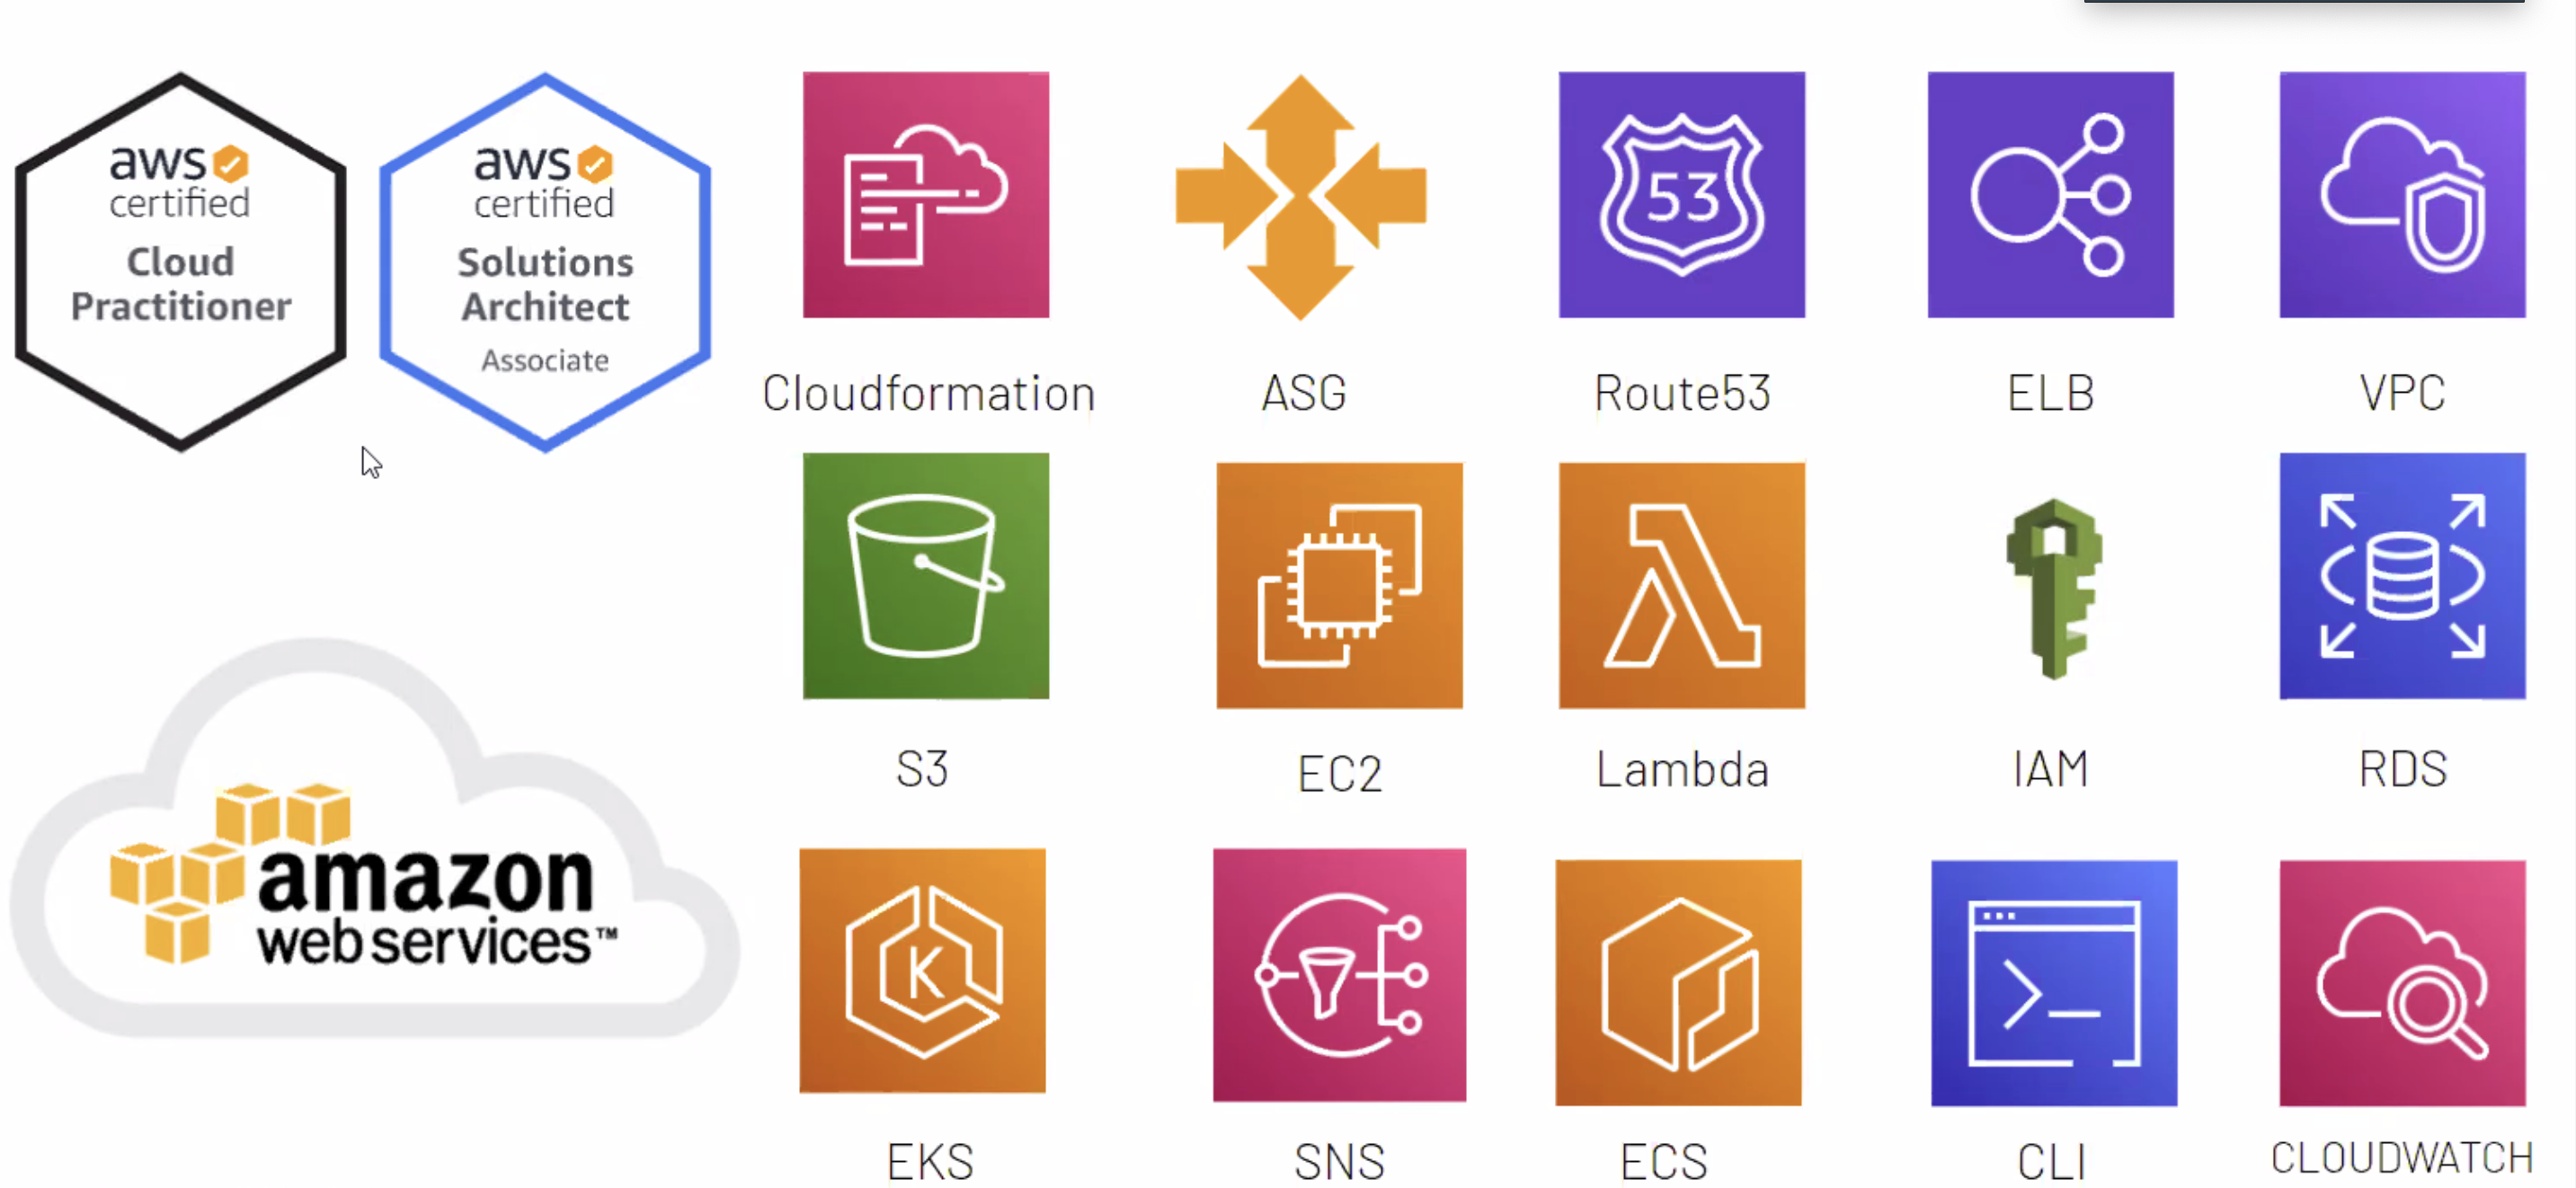 aws
certified
Cloud
Practitioner
aws
certified
Solutions
Architect
Associate
53
Cloudformation
ASG
Route53
ELB
VPC
S3
EC2
Lambda
IAM
RDS
amazon
web services™
K
>_
EKS
SNS
ECS
CLI
CLOUDWATCH